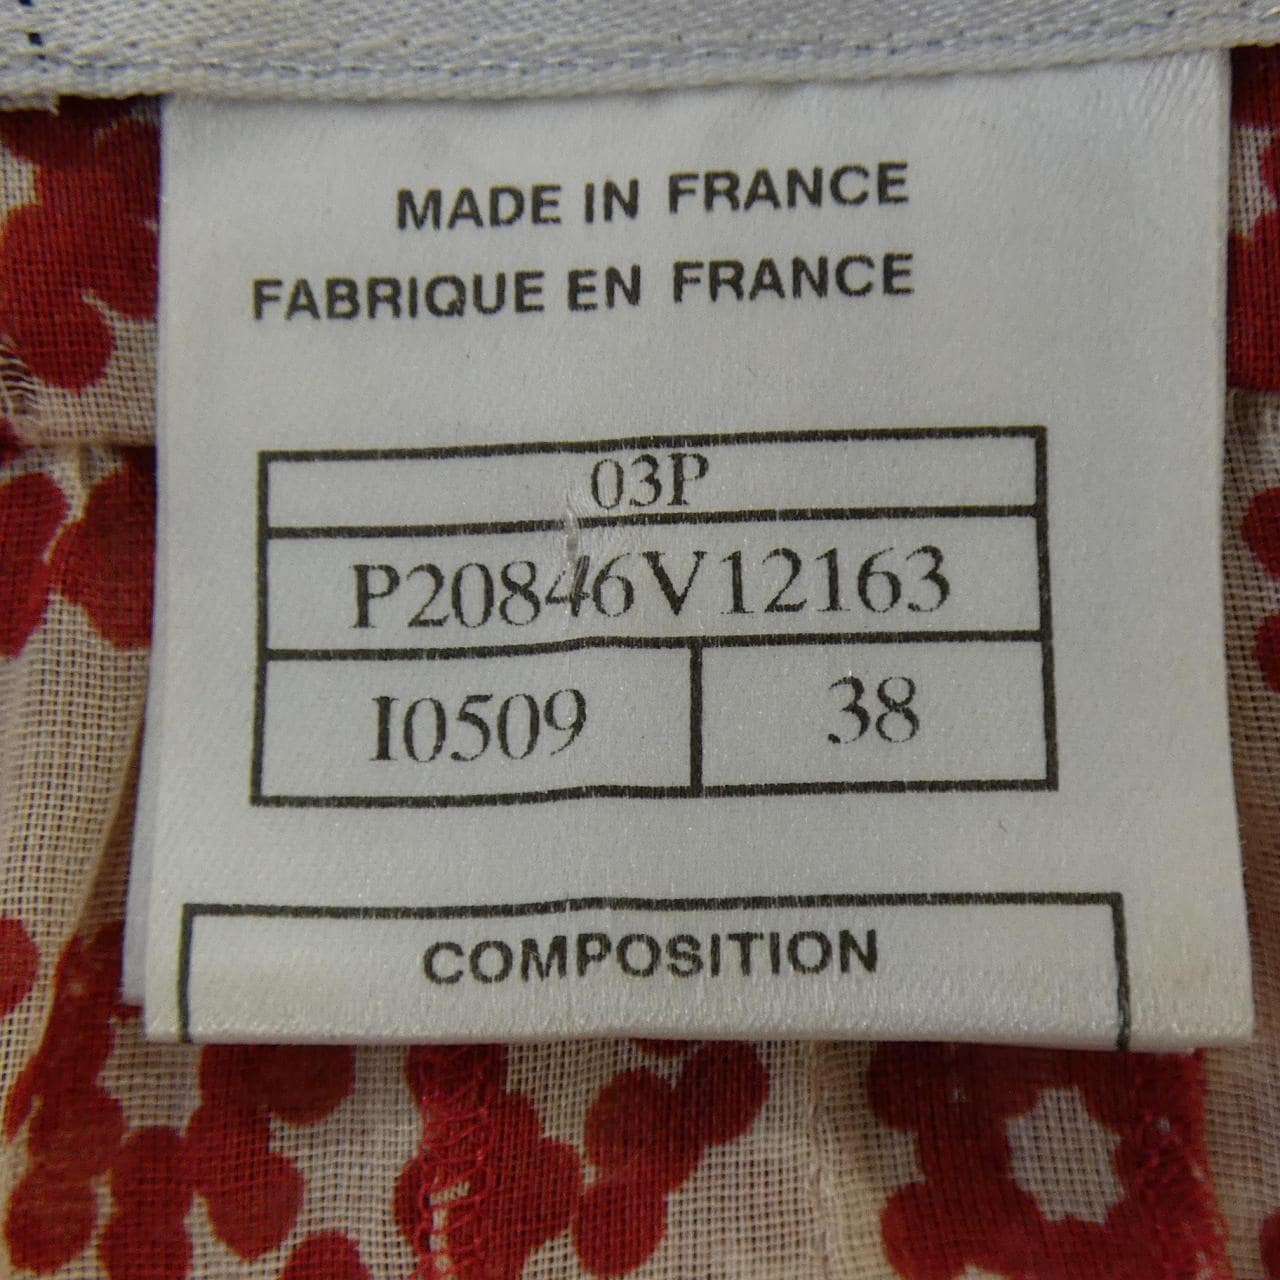 MADE IN FRANCE
FABRIQUE EN FRANCE
03P
P20846V12163
I0509 38
COMPOSITION